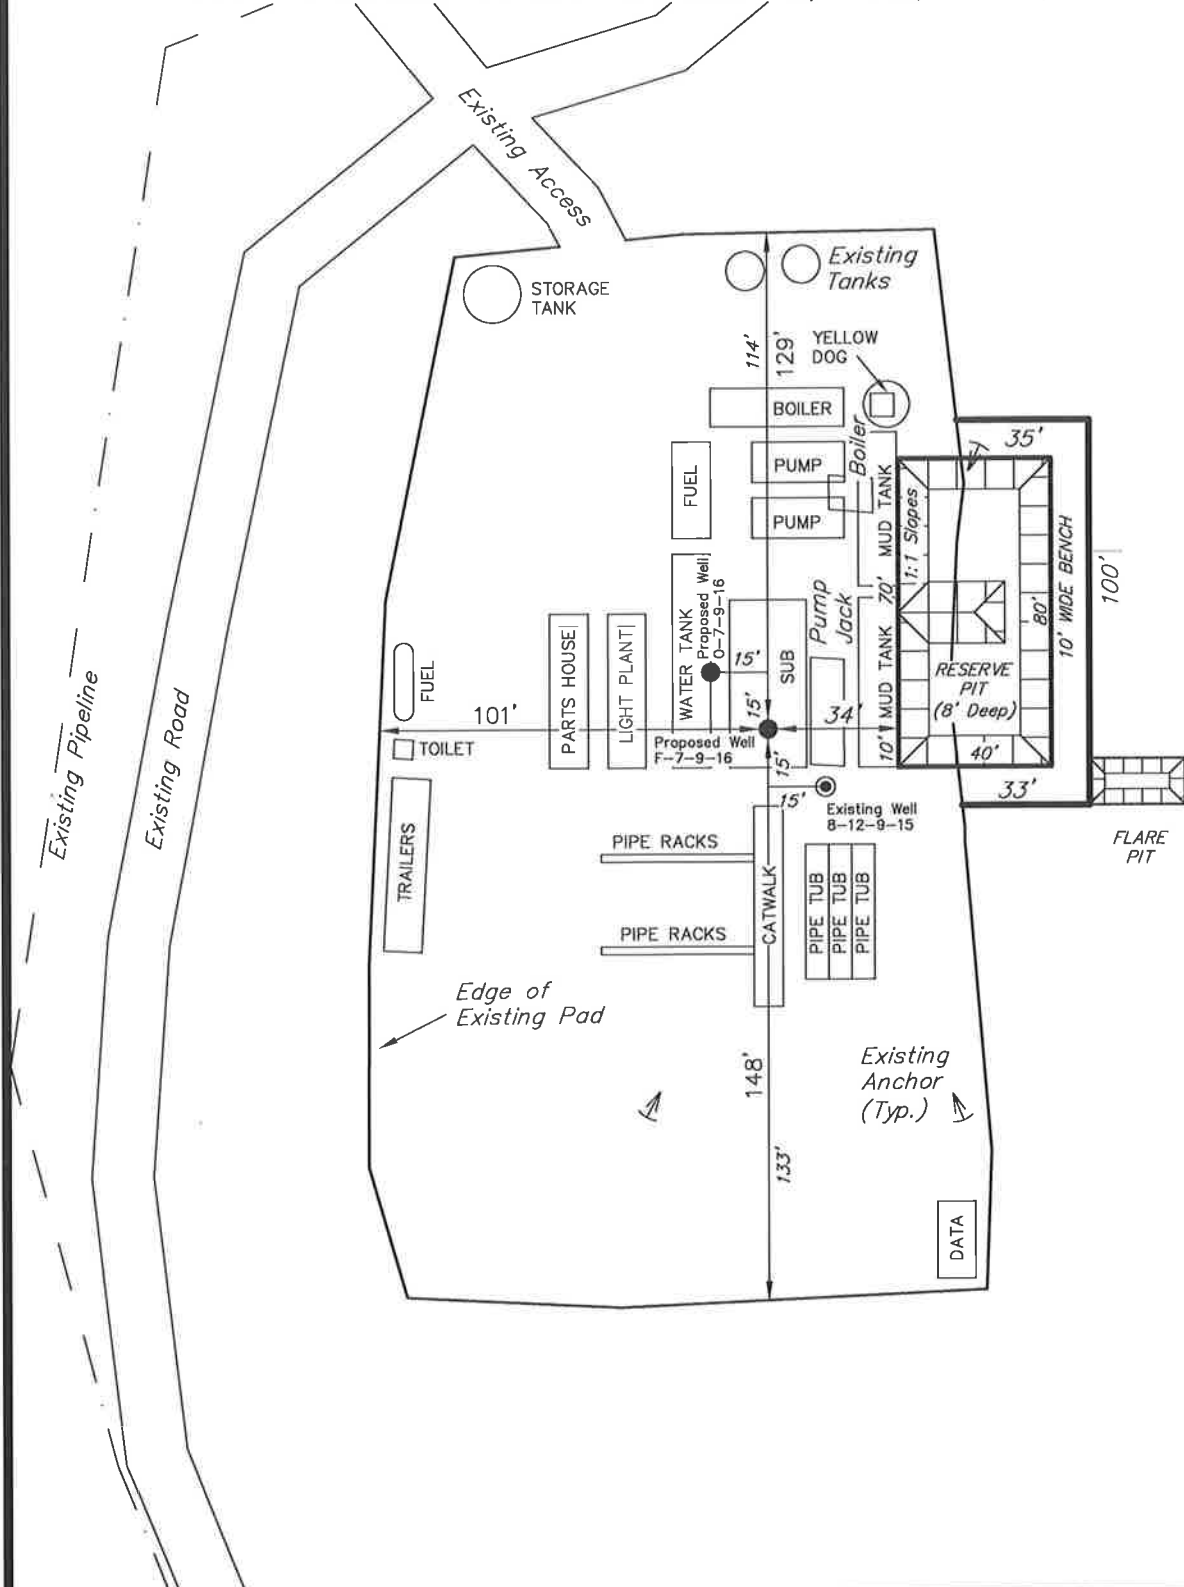 Existing Access
STORAGE
TANK
Existing
Tanks
114'
129'
YELLOW
DOG
BOILER
Boiler
35'
PUMP
FUEL
MUD TANK
1:1 Slopes
PUMP
10' WIDE BENCH
100'
Proposed Well
O-7-9-16
WATER TANK
Pump
Jack
70'
80'
PARTS HOUSE
LIGHT PLANT
15'
SUB
MUD TANK
RESERVE
PIT
(8' Deep)
FUEL
101'
15'
34'
TOILET
Proposed Well
F-7-9-16
10'
40'
15'
15'
33'
Existing Well
8-12-9-15
FLARE
PIT
Existing Pipeline
Existing Road
TRAILERS
PIPE RACKS
CATWALK
PIPE TUB
PIPE TUB
PIPE TUB
PIPE RACKS
Edge of
Existing Pad
148'
Existing
Anchor
(Typ.)
133'
DATA